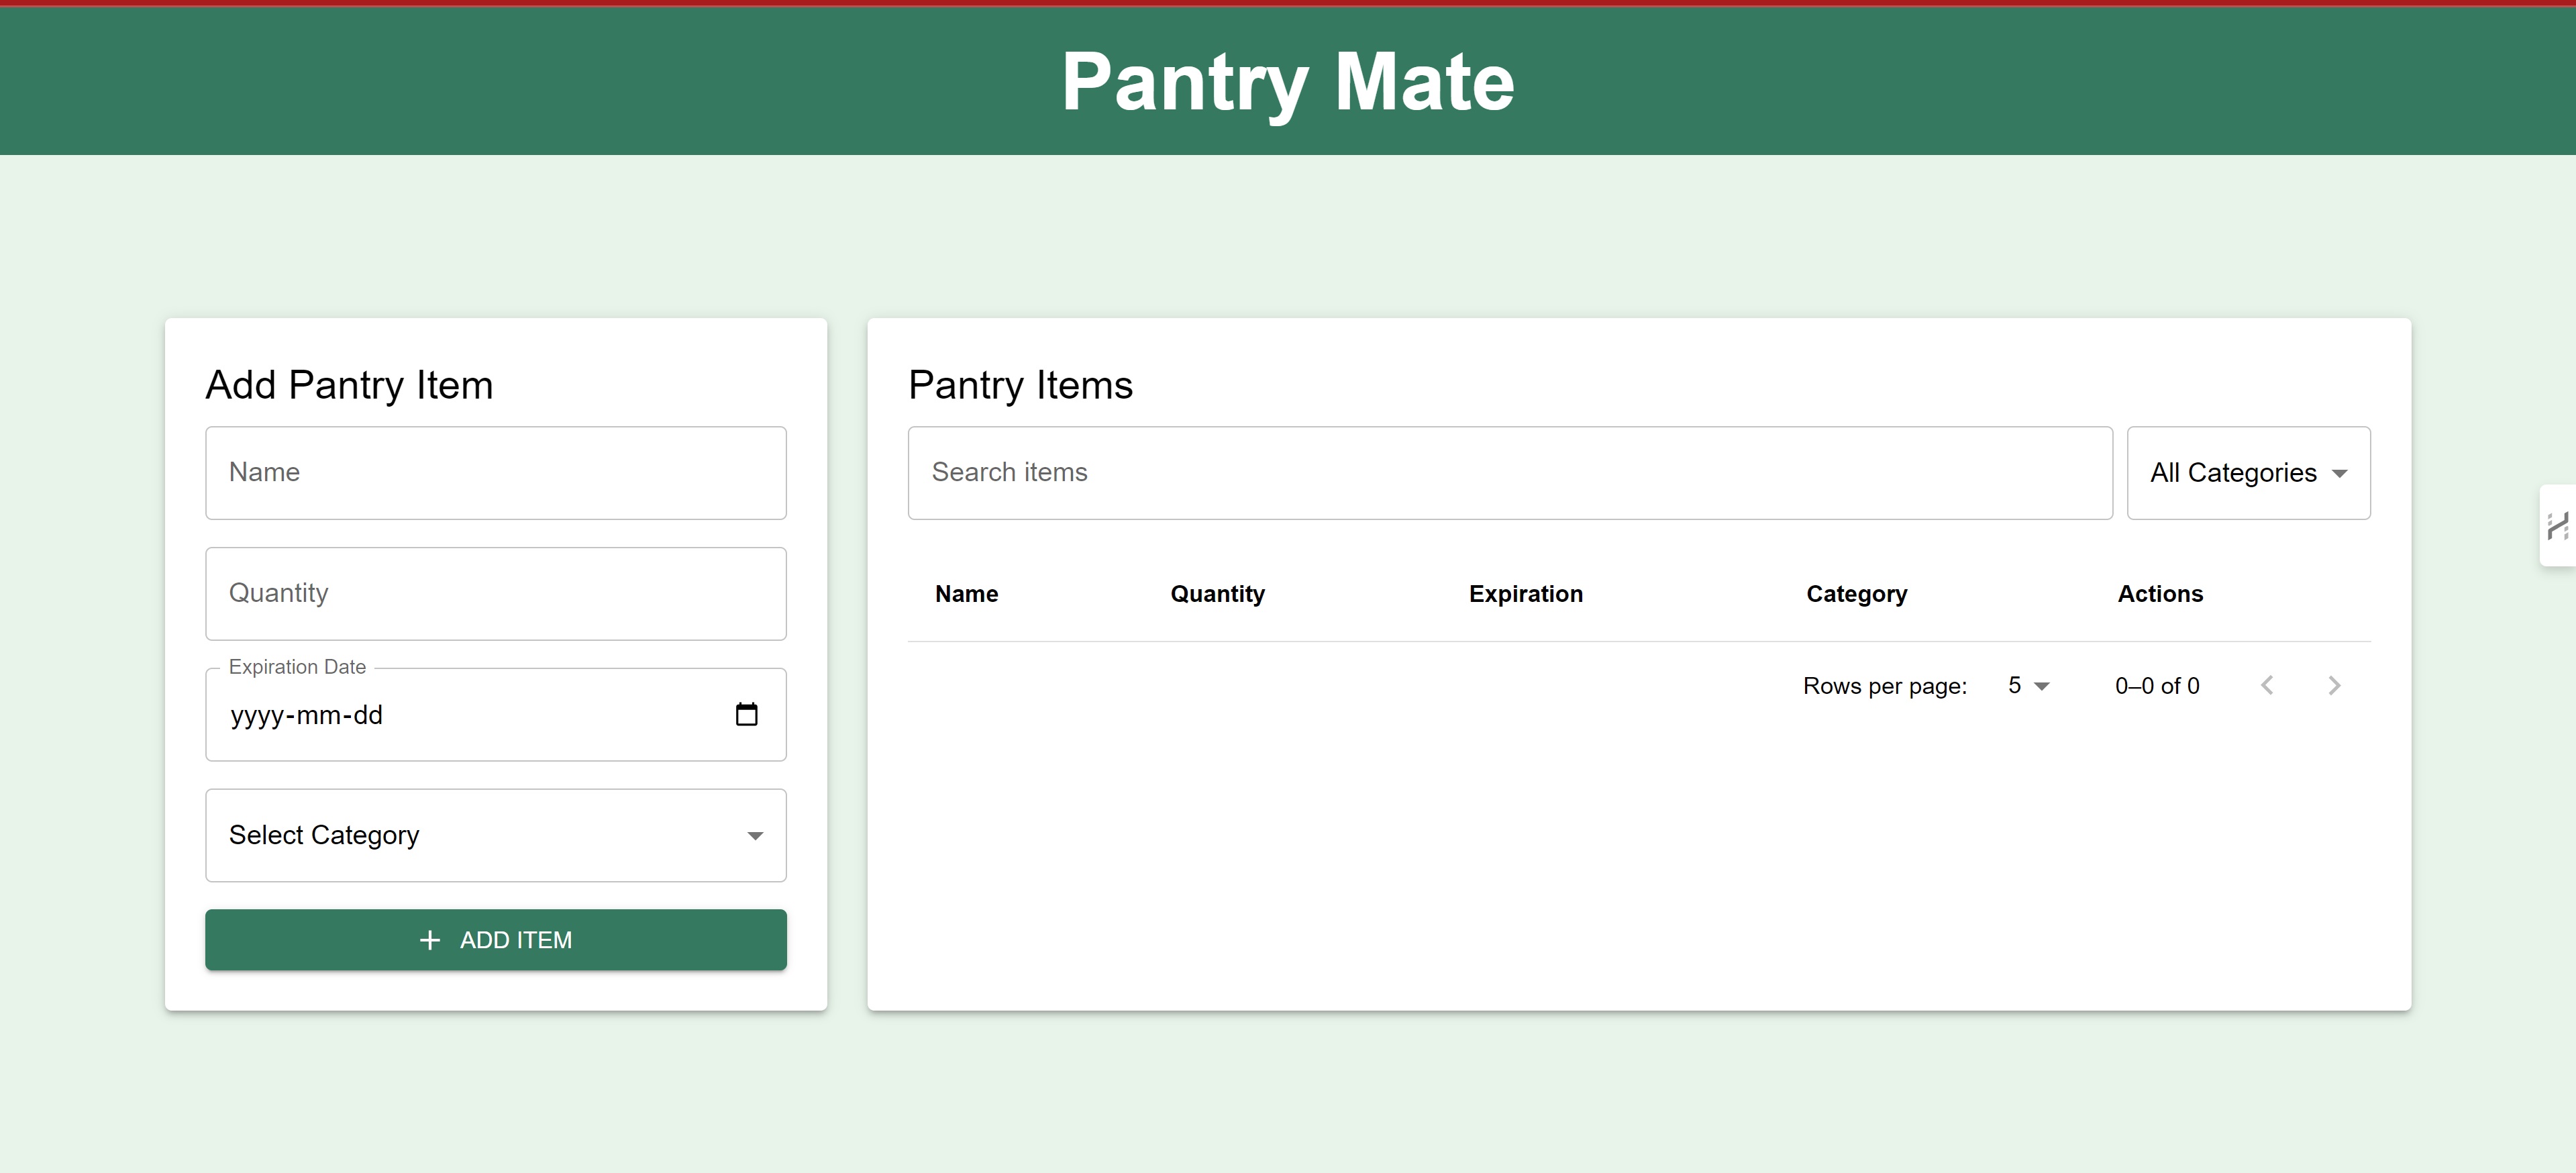 Pantry Mate
Add Pantry Item
Name
Quantity
Expiration Date
yyyy-mm-dd
Select Category
+ ADD ITEM
Pantry Items
Search items
All Categories
Name Quantity Expiration Category Actions
Rows per page: 5 0–0 of 0